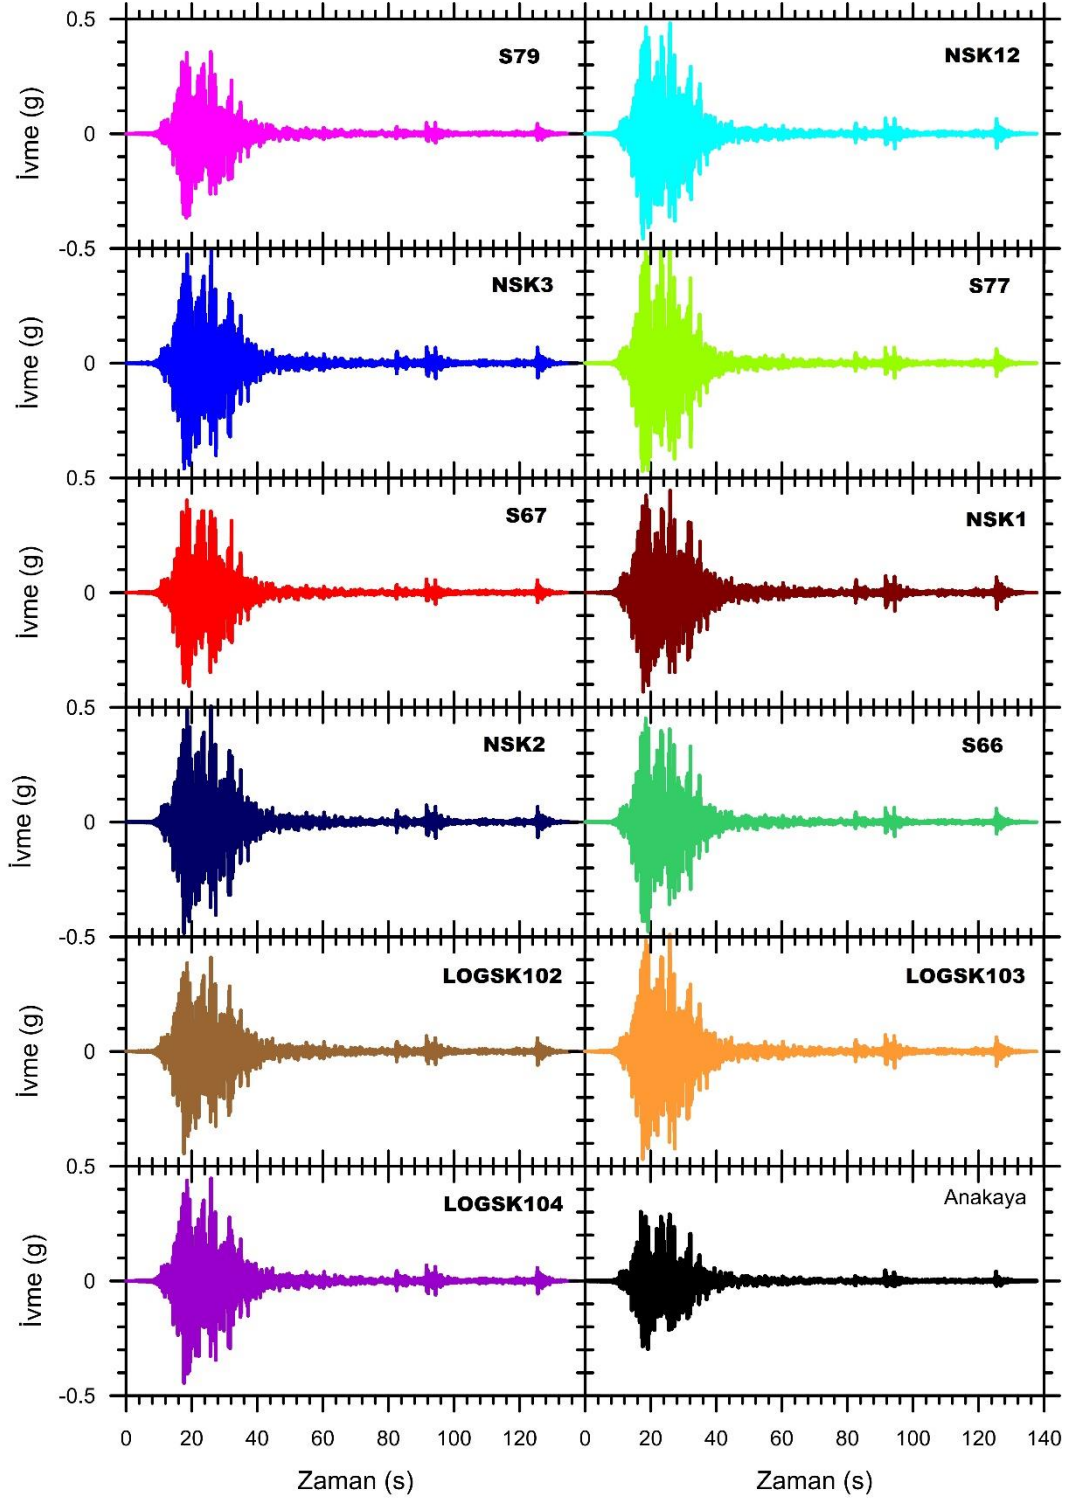 0.5
S79
NSK12
İvme (g)
0
-0.5
NSK3
S77
İvme (g)
0
0.5
S67
NSK1
İvme (g)
0
0.5
NSK2
S66
İvme (g)
0
-0.5
LOGSK102
LOGSK103
İvme (g)
0
0.5
LOGSK104
Anakaya
İvme (g)
0
-0.5
0 20 40 60 80 100 120 0 20 40 60 80 100 120 140
Zaman (s) Zaman (s)